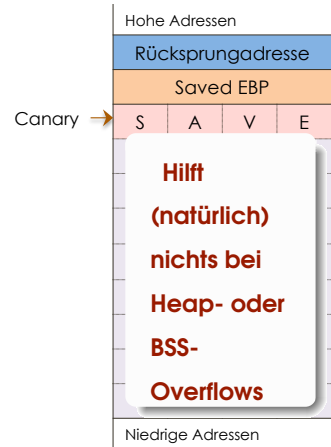 Hohe Adressen
Rücksprungadresse
Saved EBP
Canary S A V E
Hilft
(natürlich)
nichts bei
Heap- oder
BSS-
Overflows
Niedrige Adressen